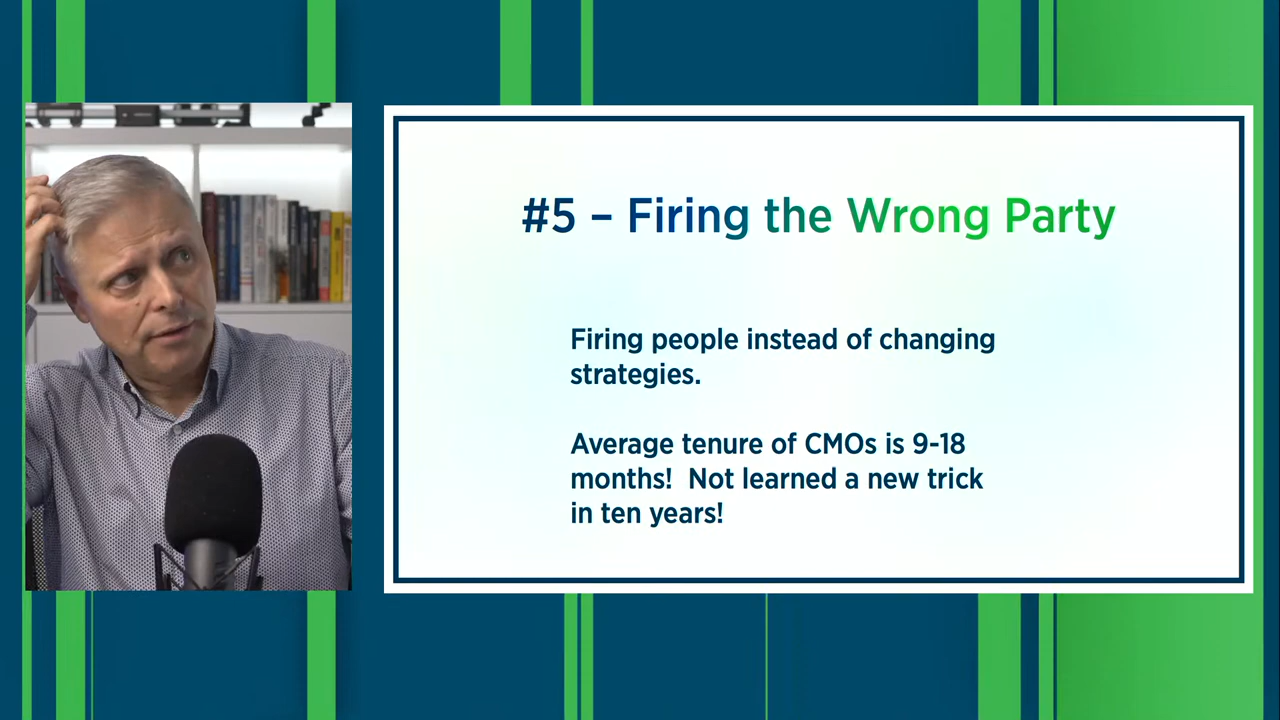 #5 – Firing the Wrong Party
Firing people instead of changing
strategies.
Average tenure of CMOs is 9-18
months!  Not learned a new trick
in ten years!